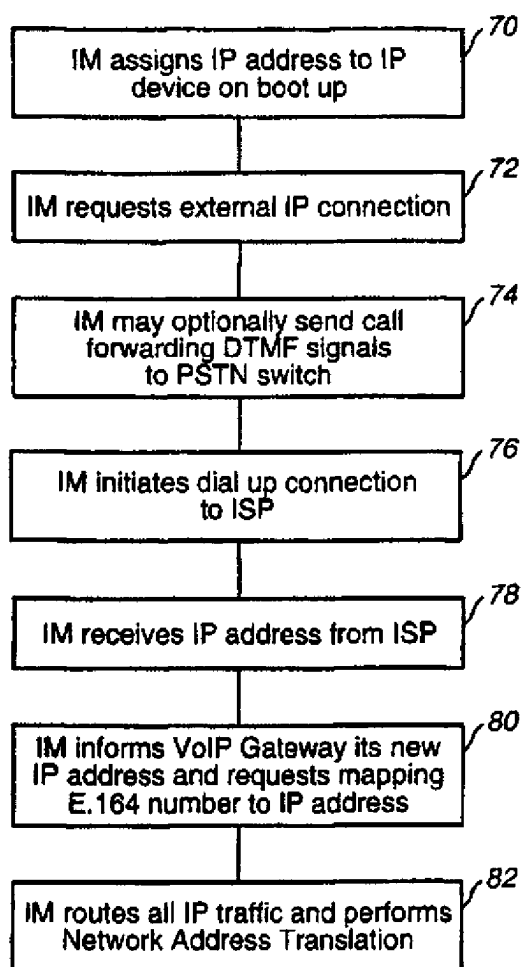 70
IM assigns IP address to IP
device on boot up
72
IM requests external IP connection
74
IM may optionally send call
forwarding DTMF signals
to PSTN switch
76
IM initiates dial up connection
to ISP
78
IM receives IP address from ISP
80
IM informs VoIP Gateway its new
IP address and requests mapping
E.164 number to IP address
82
IM routes all IP traffic and performs
Network Address Translation